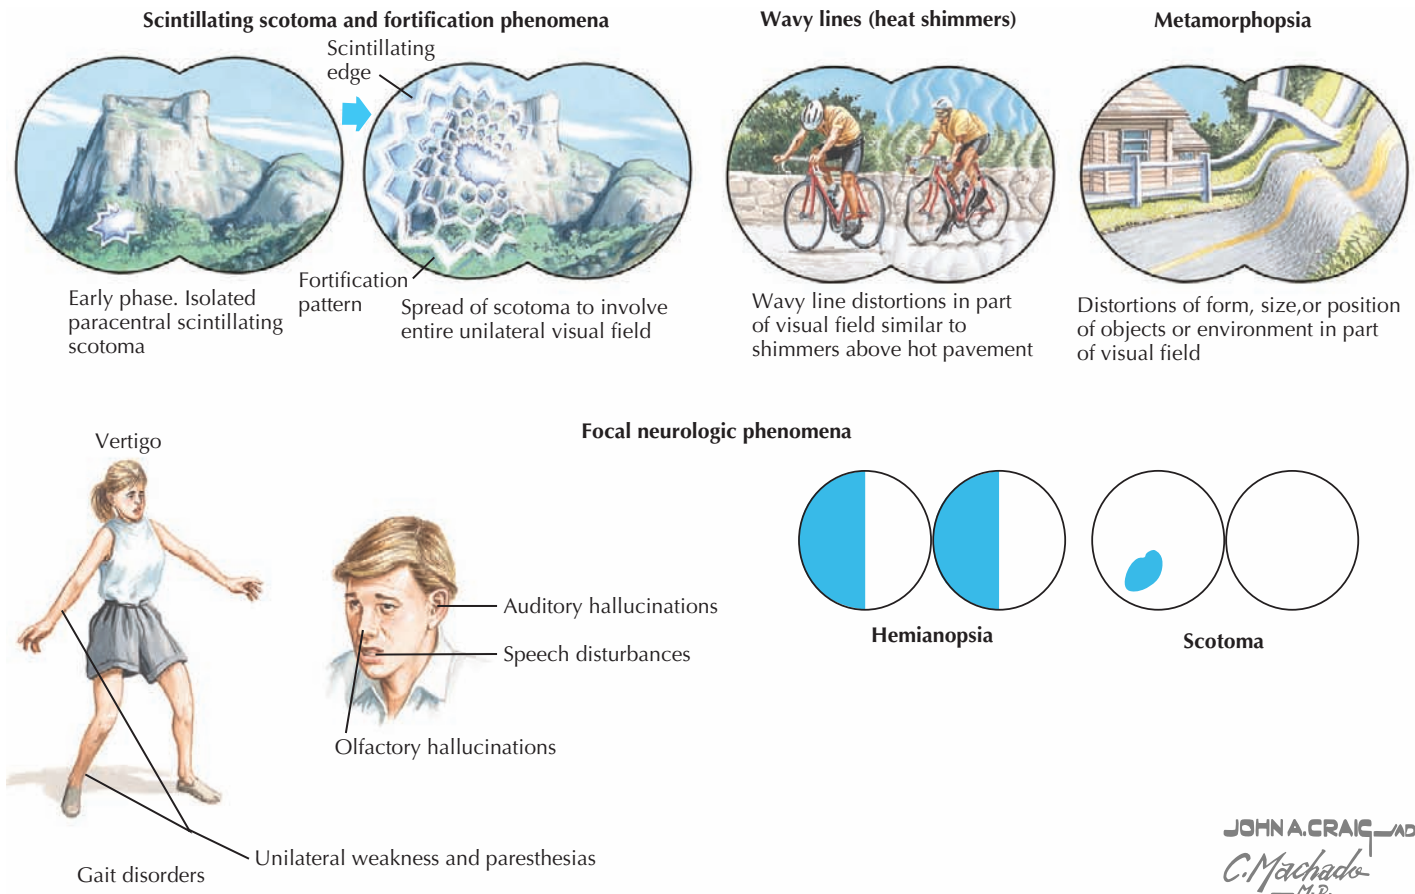 Scintillating scotoma and fortification phenomena
Scintillating
edge
Fortification
pattern
Early phase. Isolated
paracentral scintillating
scotoma
Spread of scotoma to involve
entire unilateral visual field
Wavy lines (heat shimmers)
Wavy line distortions in part
of visual field similar to
shimmers above hot pavement
Metamorphopsia
Distortions of form, size,or position
of objects or environment in part
of visual field
Focal neurologic phenomena
Vertigo
Auditory hallucinations
Speech disturbances
Olfactory hallucinations
Unilateral weakness and paresthesias
Gait disorders
Hemianopsia
Scotoma
JOHN A. CRAIG_AD
C. Machado
M.D.